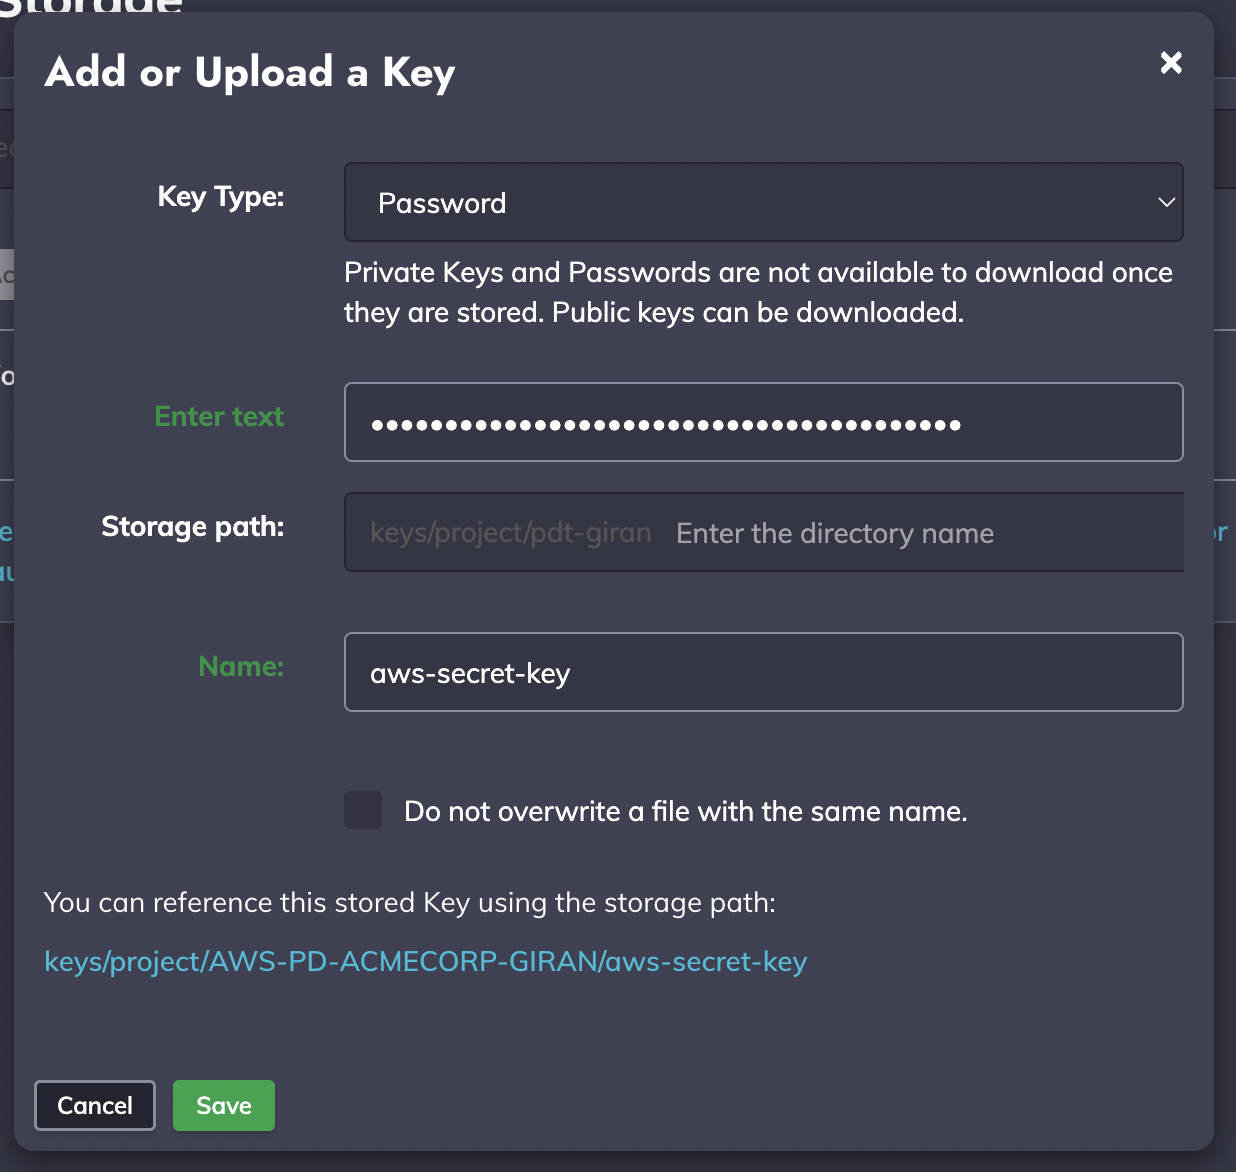 Storage
Add or Upload a Key
Key Type:
Password
Private Keys and Passwords are not available to download once
they are stored. Public keys can be downloaded.
Enter text
••••••••••••••••••••••••••••••••••••••••
Storage path:
keys/project/pdt-giran
Enter the directory name
Name:
aws-secret-key
Do not overwrite a file with the same name.
You can reference this stored Key using the storage path:
keys/project/AWS-PD-ACMECORP-GIRAN/aws-secret-key
Cancel
Save